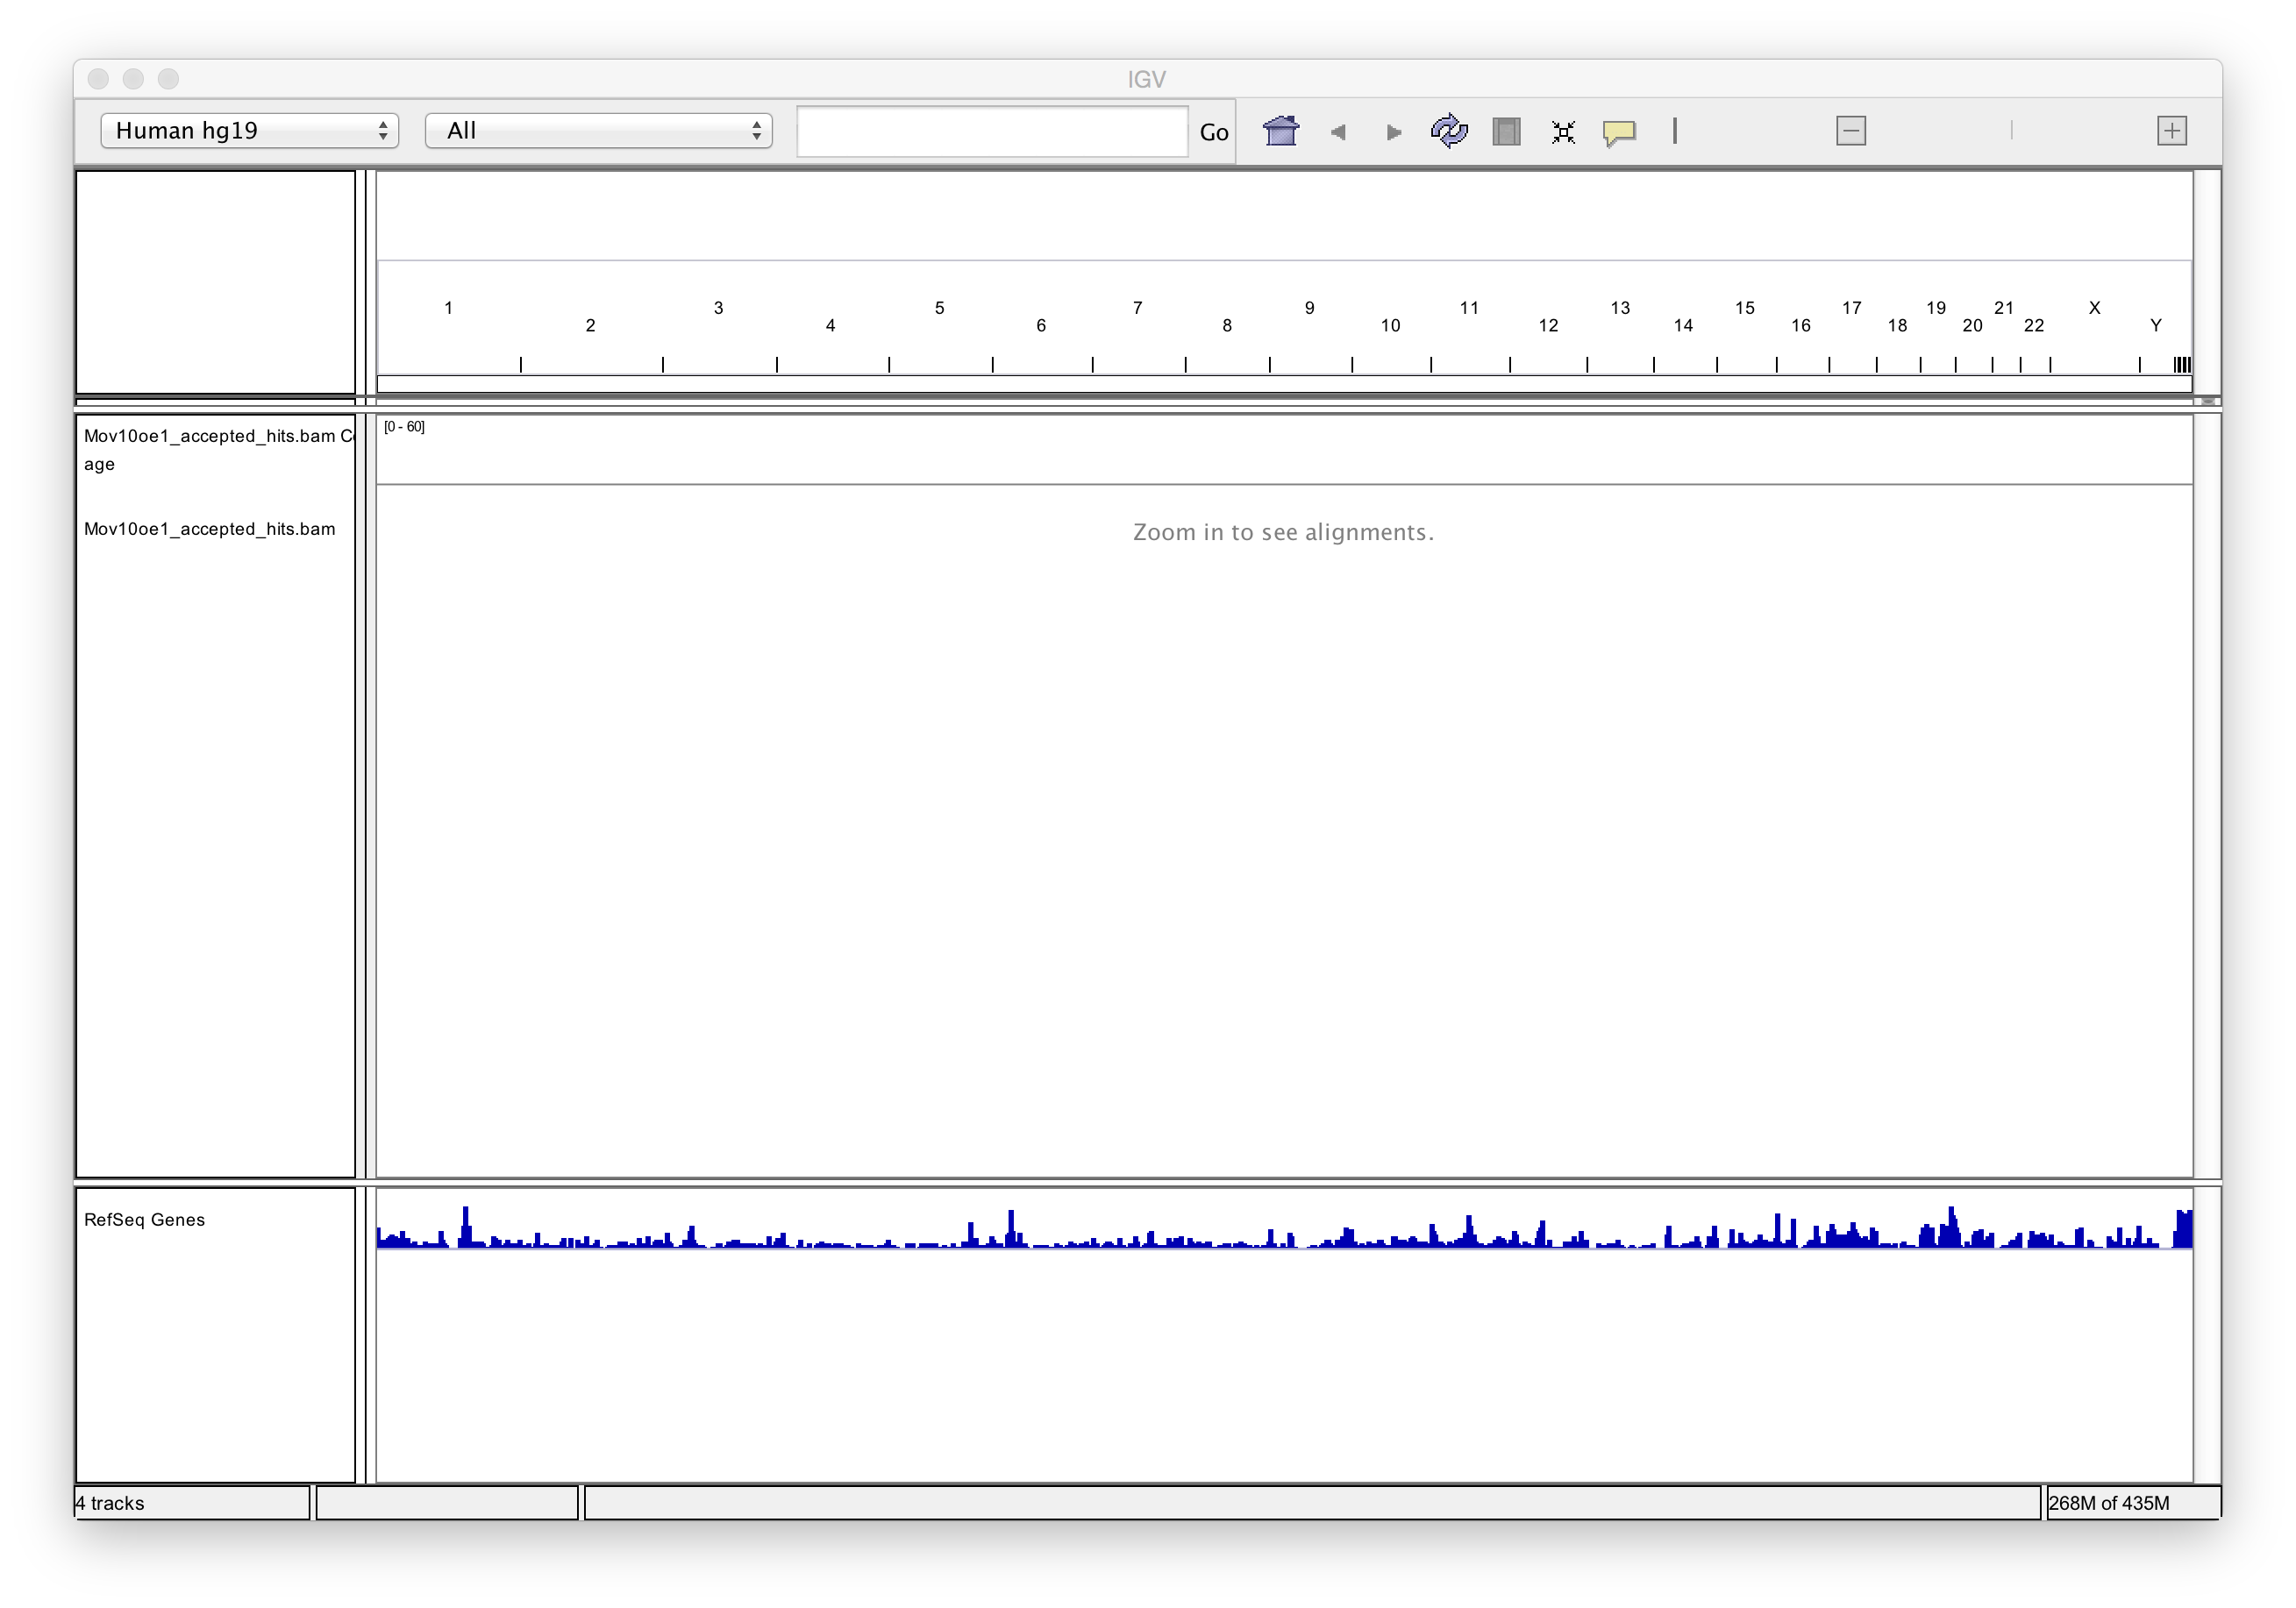 IGV
Human hg19 All Go
1 3 5 7 9 11 13 15 17 19 21 X
2 4 6 8 10 12 14 16 18 20 22 Y
Mov10oe1_accepted_hits.bam Co [0 - 60]
age
Mov10oe1_accepted_hits.bam Zoom in to see alignments.
RefSeq Genes
4 tracks 268M of 435M